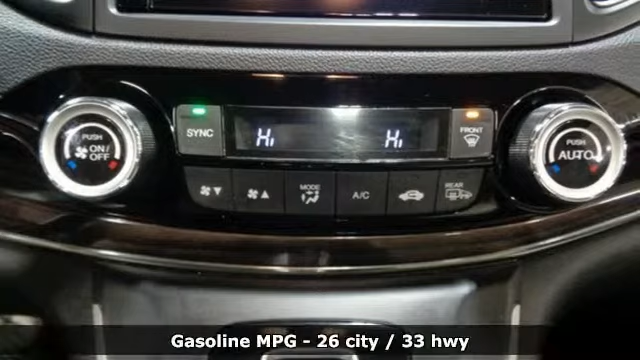 PUSH
ON/
OFF
SYNC
Hi
Hi
FRONT
PUSH
AUTO
MODE
A/C
REAR
Gasoline MPG - 26 city / 33 hwy